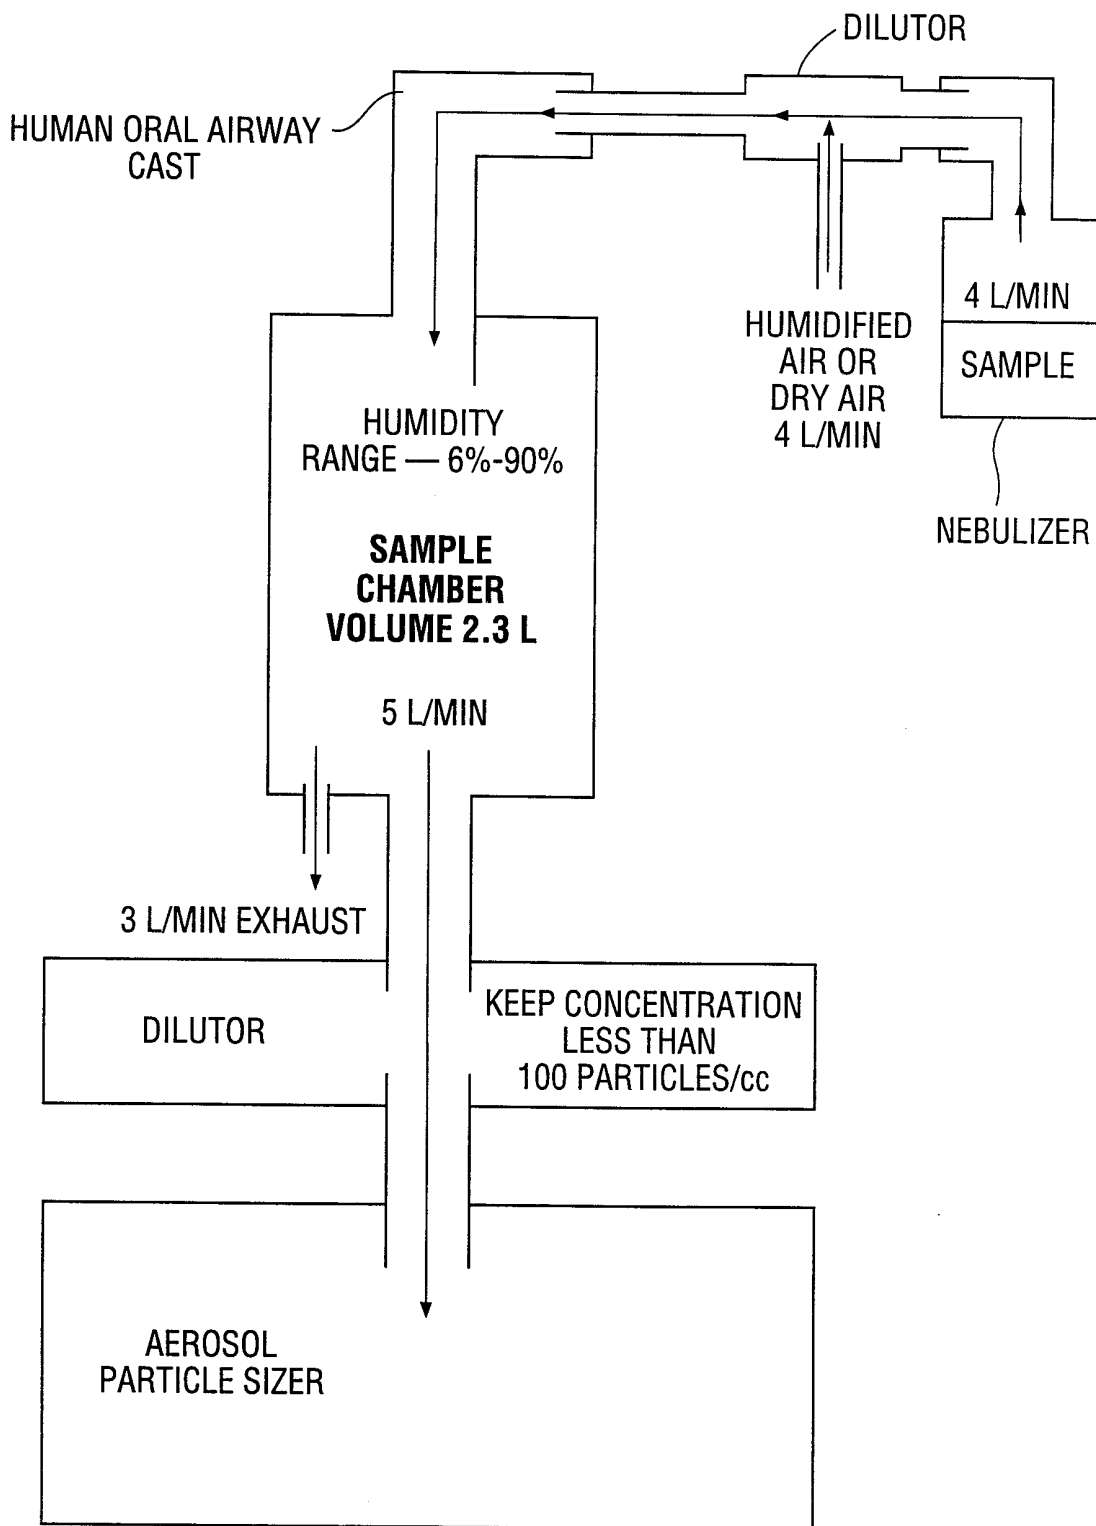 DILUTOR
HUMAN ORAL AIRWAY
CAST
4 L/MIN
SAMPLE
HUMIDIFIED
AIR OR
DRY AIR
4 L/MIN
NEBULIZER
HUMIDITY
RANGE — 6%-90%
SAMPLE
CHAMBER
VOLUME 2.3 L
5 L/MIN
3 L/MIN EXHAUST
DILUTOR
KEEP CONCENTRATION
LESS THAN
100 PARTICLES/cc
AEROSOL
PARTICLE SIZER